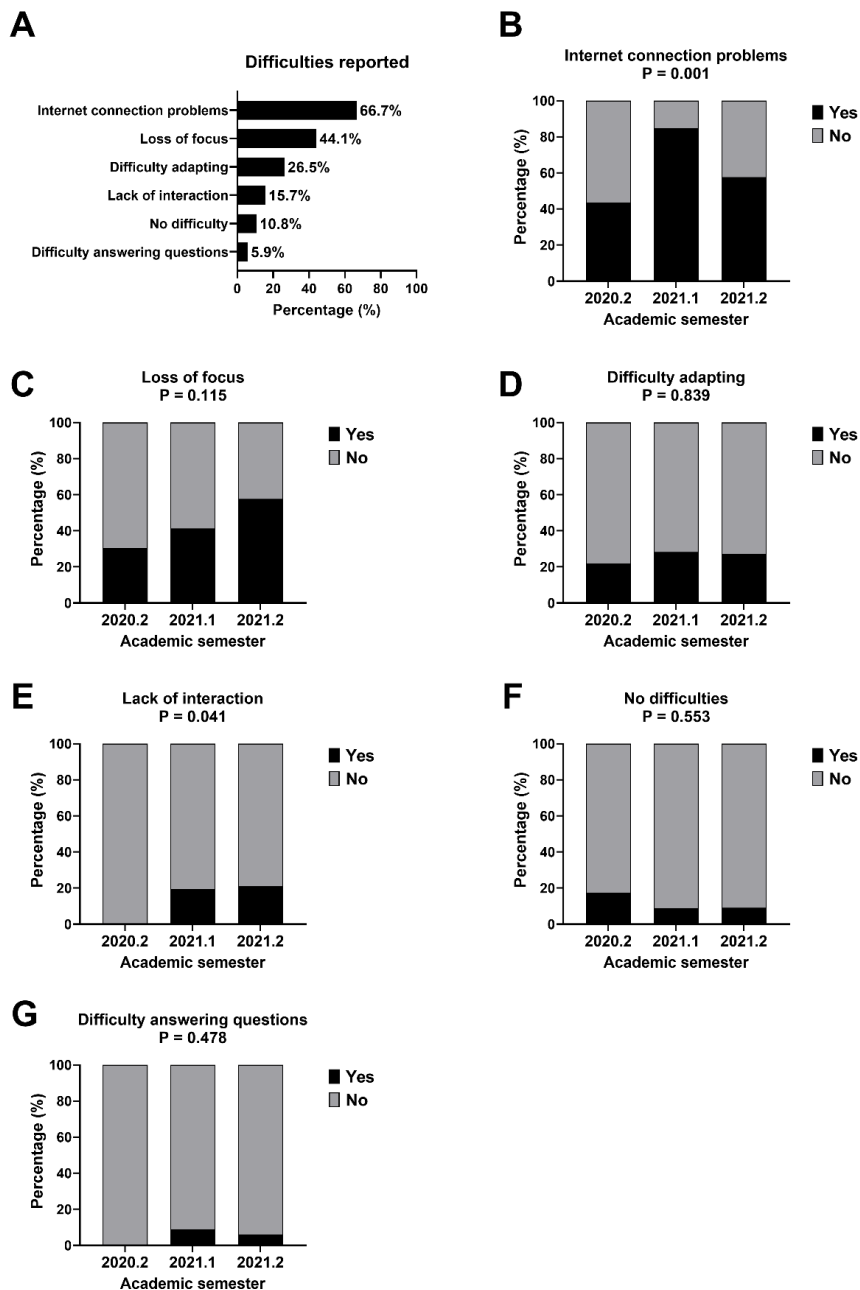 A
Difficulties reported
Internet connection problems 66.7%
Loss of focus 44.1%
Difficulty adapting 26.5%
Lack of interaction 15.7%
No difficulty 10.8%
Difficulty answering questions 5.9%
0 20 40 60 80 100
Percentage (%)
B
Internet connection problems
P = 0.001
Percentage (%)
100
80
60
40
20
0
2020.2 2021.1 2021.2
Academic semester
Yes
No
C
Loss of focus
P = 0.115
Percentage (%)
100
80
60
40
20
0
2020.2 2021.1 2021.2
Academic semester
Yes
No
D
Difficulty adapting
P = 0.839
Percentage (%)
100
80
60
40
20
0
2020.2 2021.1 2021.2
Academic semester
Yes
No
E
Lack of interaction
P = 0.041
Percentage (%)
100
80
60
40
20
0
2020.2 2021.1 2021.2
Academic semester
Yes
No
F
No difficulties
P = 0.553
Percentage (%)
100
80
60
40
20
0
2020.2 2021.1 2021.2
Academic semester
Yes
No
G
Difficulty answering questions
P = 0.478
Percentage (%)
100
80
60
40
20
0
2020.2 2021.1 2021.2
Academic semester
Yes
No